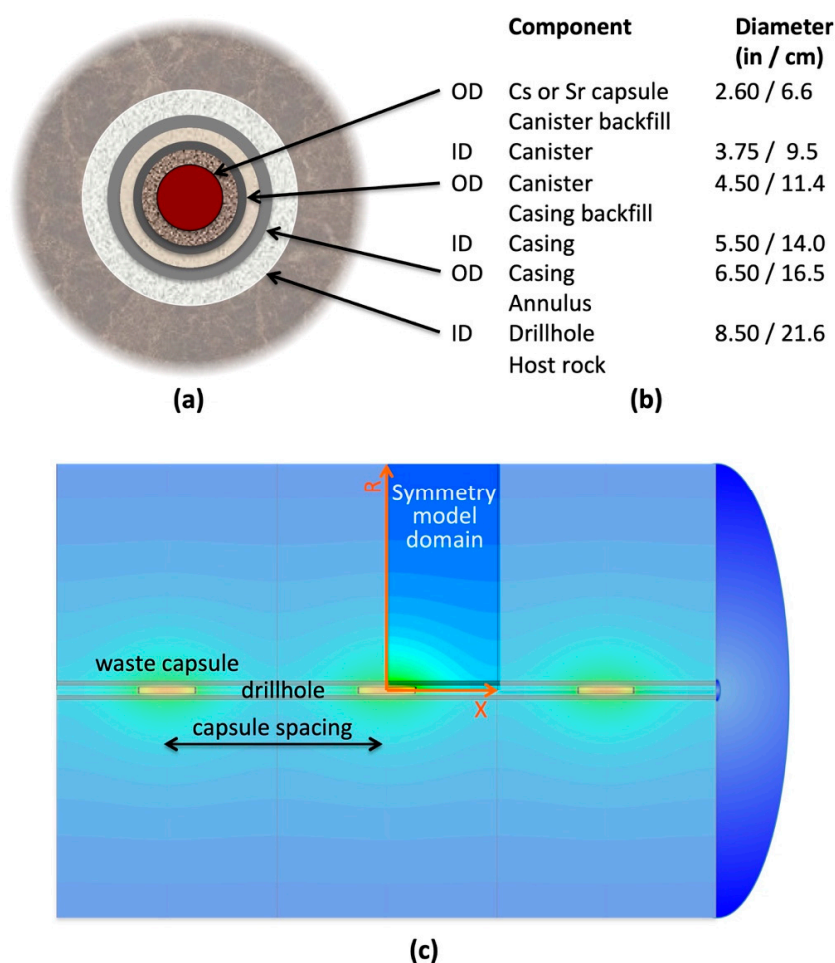 Component Diameter
(in / cm)
OD Cs or Sr capsule 2.60 / 6.6
Canister backfill
ID Canister 3.75 / 9.5
OD Canister 4.50 / 11.4
Casing backfill
ID Casing 5.50 / 14.0
OD Casing 6.50 / 16.5
Annulus
ID Drillhole 8.50 / 21.6
Host rock
(a) (b)
R
Symmetry
model
domain
waste capsule
drillhole
X
capsule spacing
(c)